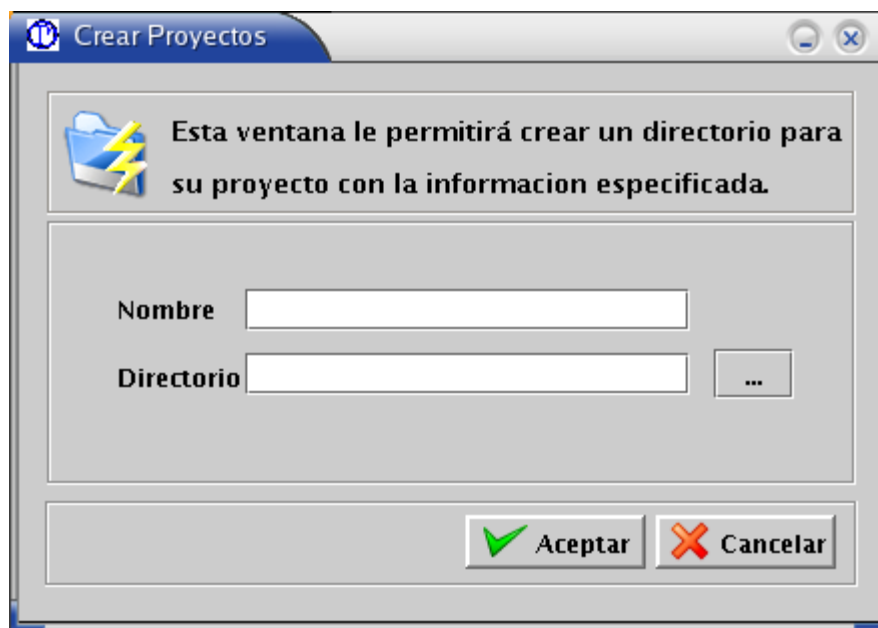 Crear Proyectos
Esta ventana le permitirá crear un directorio para
su proyecto con la informacion especificada.
Nombre
Directorio
...
Aceptar
Cancelar